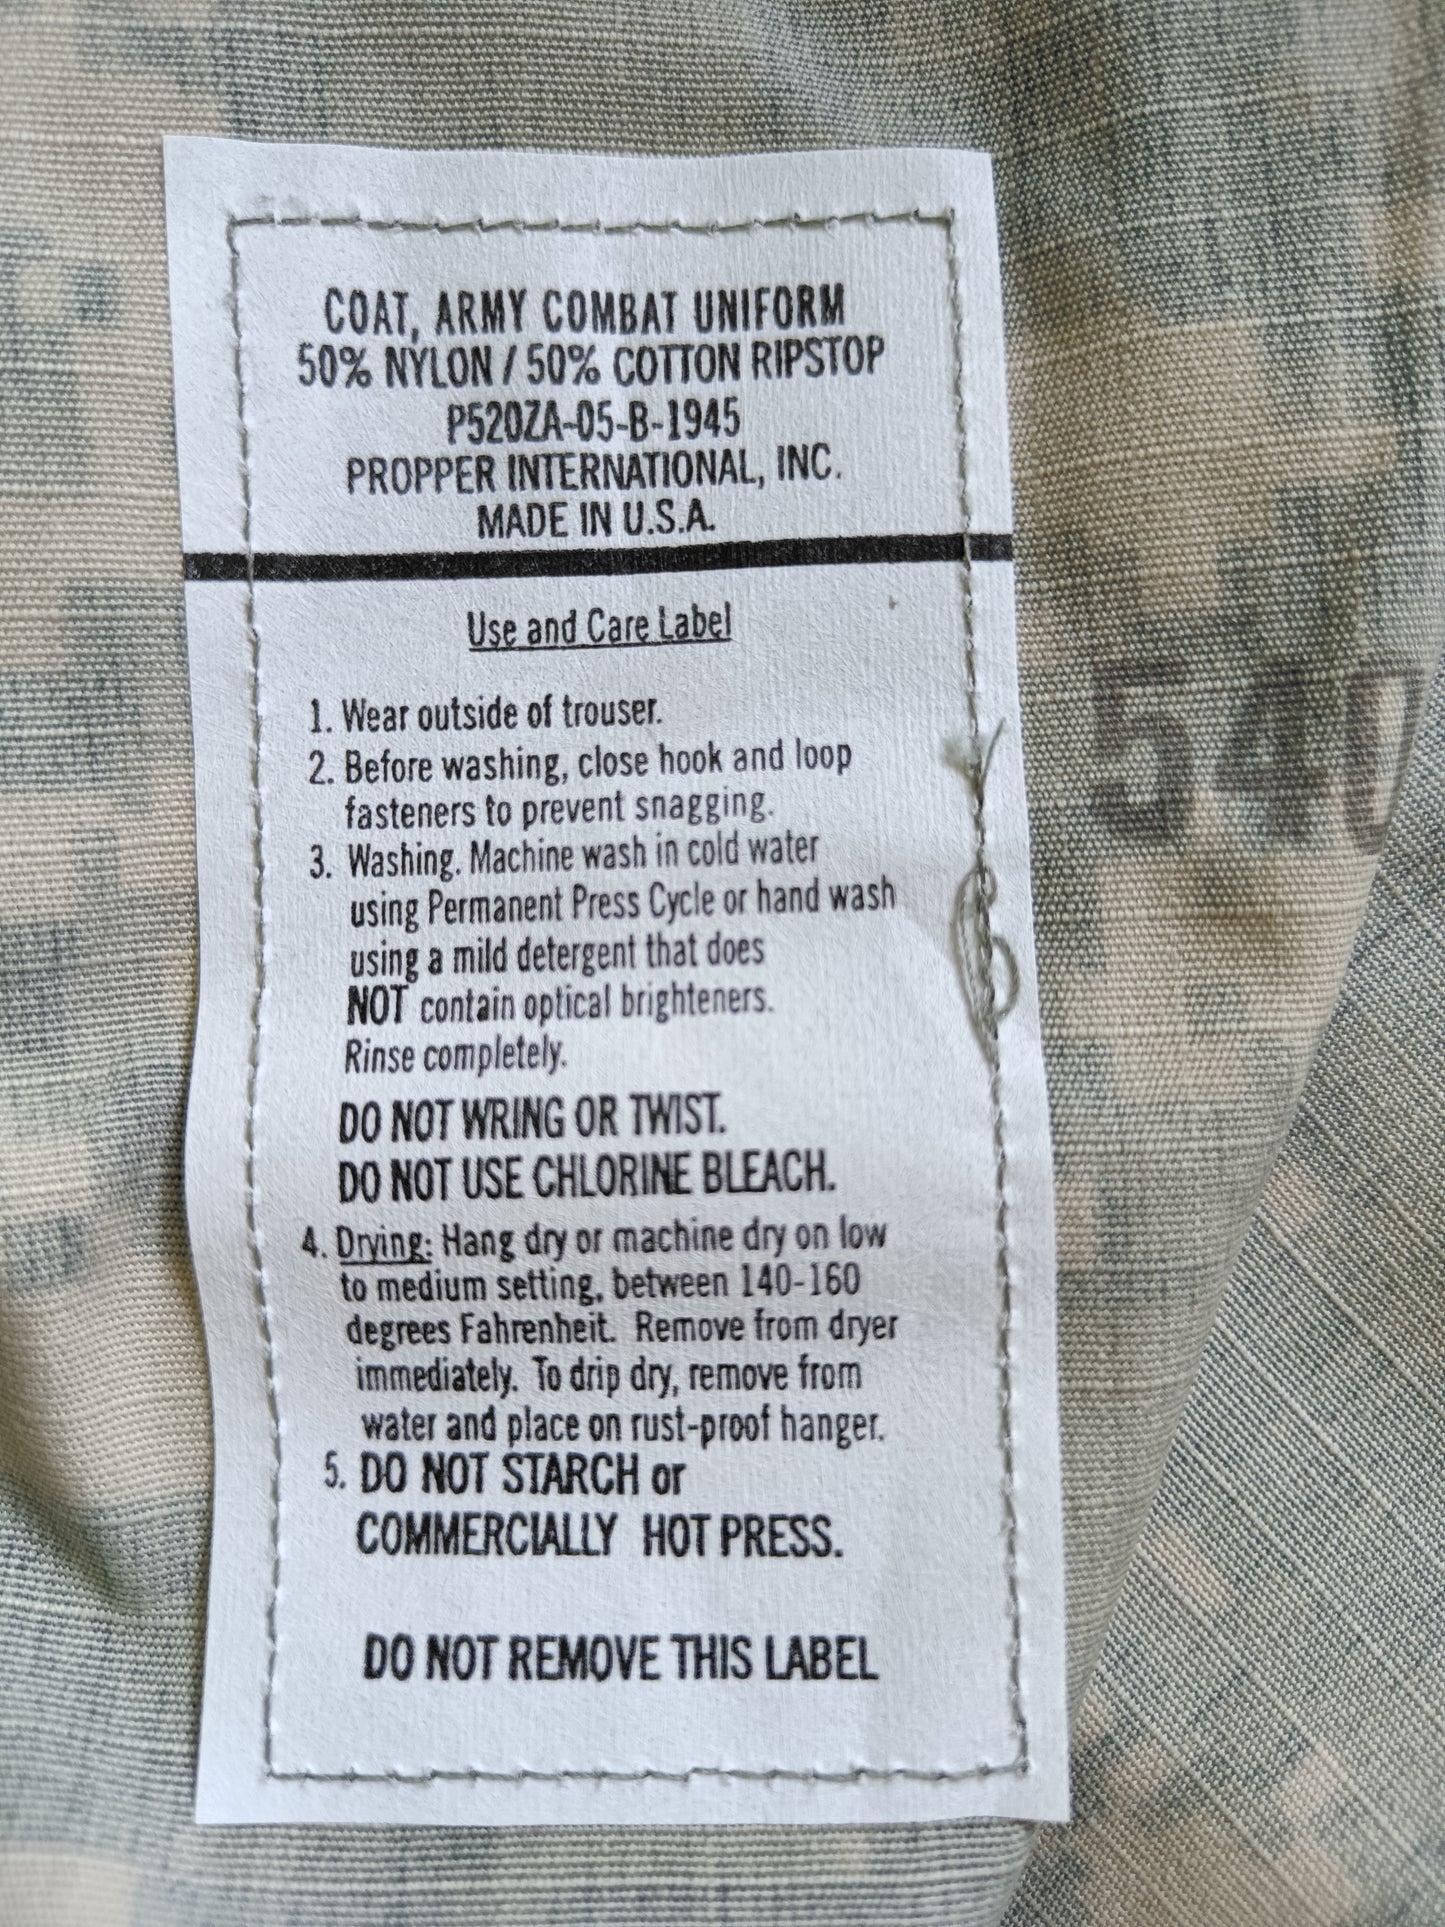 COAT, ARMY COMBAT UNIFORM
50% NYLON / 50% COTTON RIPSTOP
P520ZA-05-B-1945
PROPPER INTERNATIONAL, INC.
MADE IN U.S.A.
Use and Care Label
1. Wear outside of trouser.
2. Before washing, close hook and loop
fasteners to prevent snagging.
3. Washing. Machine wash in cold water
using Permanent Press Cycle or hand wash
using a mild detergent that does
NOT contain optical brighteners.
Rinse completely.
DO NOT WRING OR TWIST.
DO NOT USE CHLORINE BLEACH.
4. Drying: Hang dry or machine dry on low
to medium setting, between 140-160
degrees Fahrenheit. Remove from dryer
immediately. To drip dry, remove from
water and place on rust-proof hanger.
5. DO NOT STARCH or
COMMERCIALLY HOT PRESS.
DO NOT REMOVE THIS LABEL